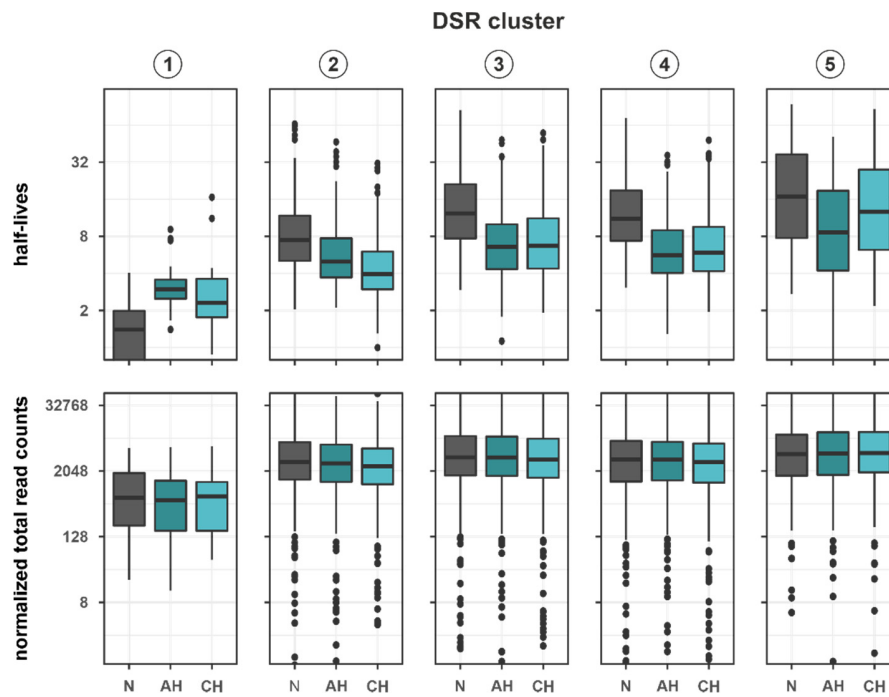 DSR cluster
1 2 3 4 5
half-lives
32
8
2
normalized total read counts
32768
2048
128
8
N AH CH N AH CH N AH CH N AH CH N AH CH